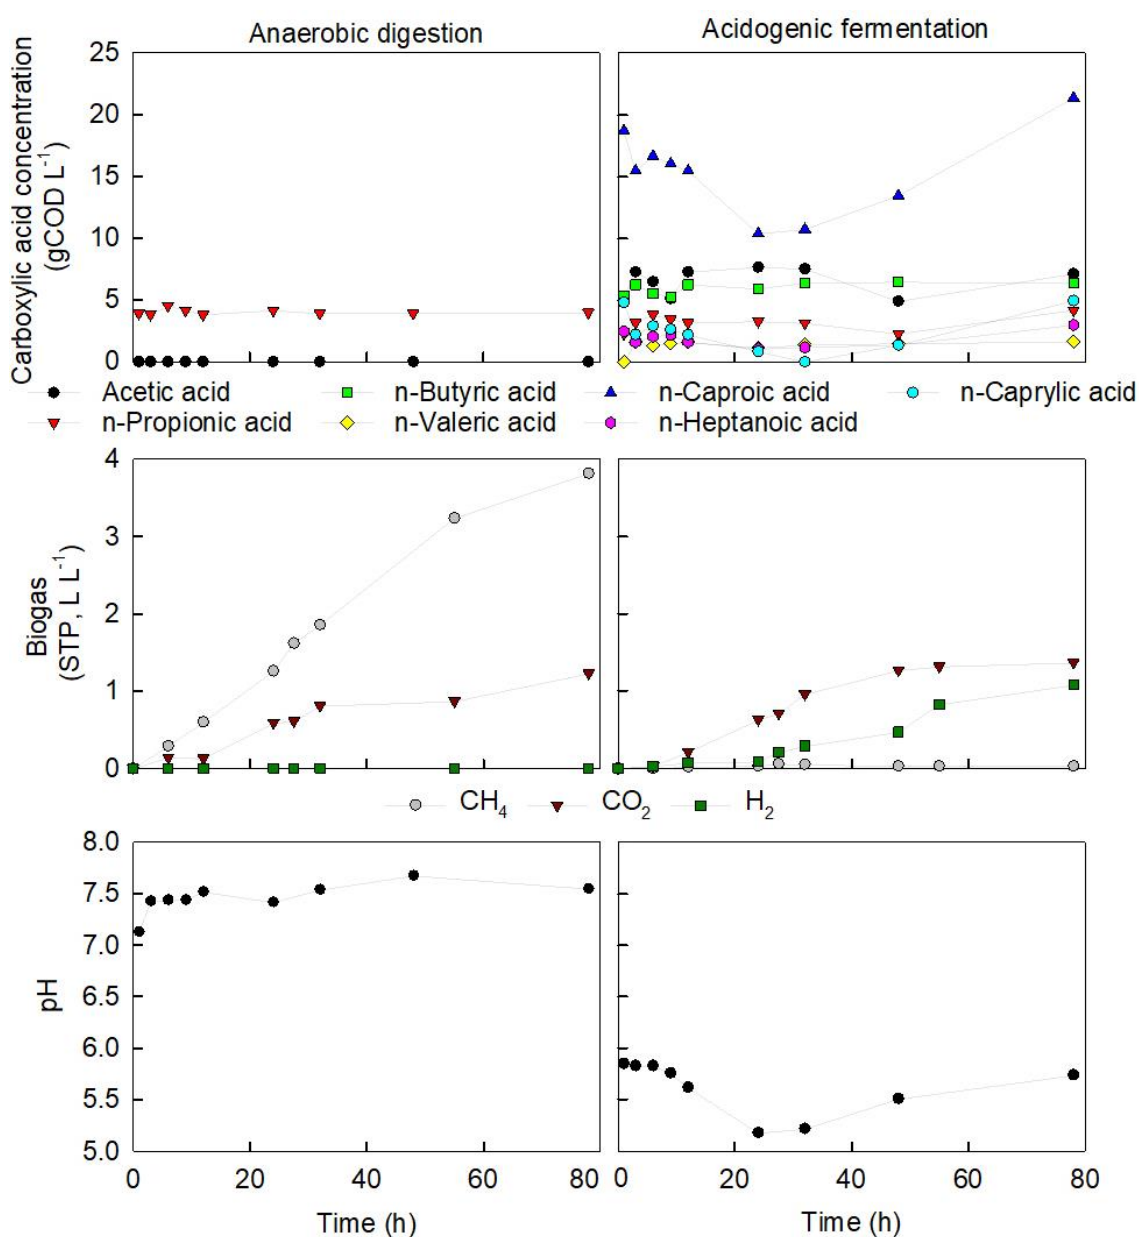 Anaerobic digestion
Acidogenic fermentation
Carboxylic acid concentration
(gCOD L⁻¹)
25
20
15
10
5
0
Acetic acid
n-Butyric acid
n-Caproic acid
n-Caprylic acid
n-Propionic acid
n-Valeric acid
n-Heptanoic acid
Biogas
(STP, L L⁻¹)
4
3
2
1
0
CH₄
CO₂
H₂
pH
8.0
7.5
7.0
6.5
6.0
5.5
5.0
0 20 40 60 80
0 20 40 60 80
Time (h)
Time (h)